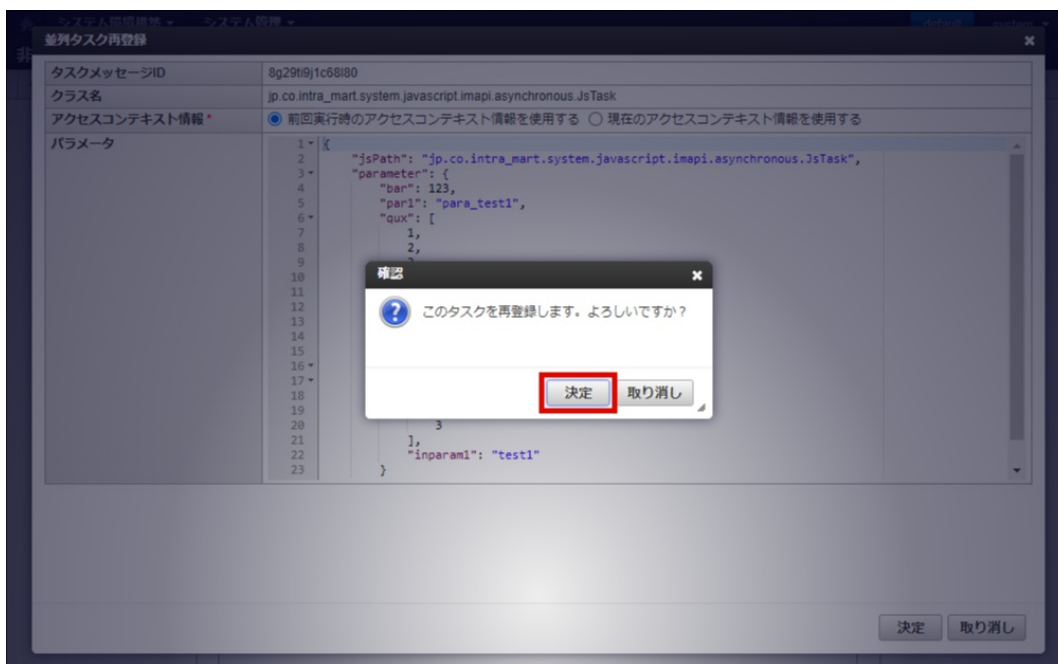 システム環境構築 システム管理 default system
並列タスク再登録
タスクメッセージID 8g29ti9j1c68l80
クラス名 jp.co.intra_mart.system.javascript.imapi.asynchronous.JsTask
アクセスコンテキスト情報* 前回実行時のアクセスコンテキスト情報を使用する 現在のアクセスコンテキスト情報を使用する
パラメータ
1 {
2 "jsPath": "jp.co.intra_mart.system.javascript.imapi.asynchronous.JsTask",
3 "parameter": {
4 "bar": 123,
5 "par1": "para_test1",
6 "qux": [
7 1,
8 2,
9
10
11
12
13
14
15
16
17
18
19
20 3
21 ],
22 "inparam1": "test1"
23 }
確認
このタスクを再登録します。よろしいですか？
決定 取り消し
決定 取り消し